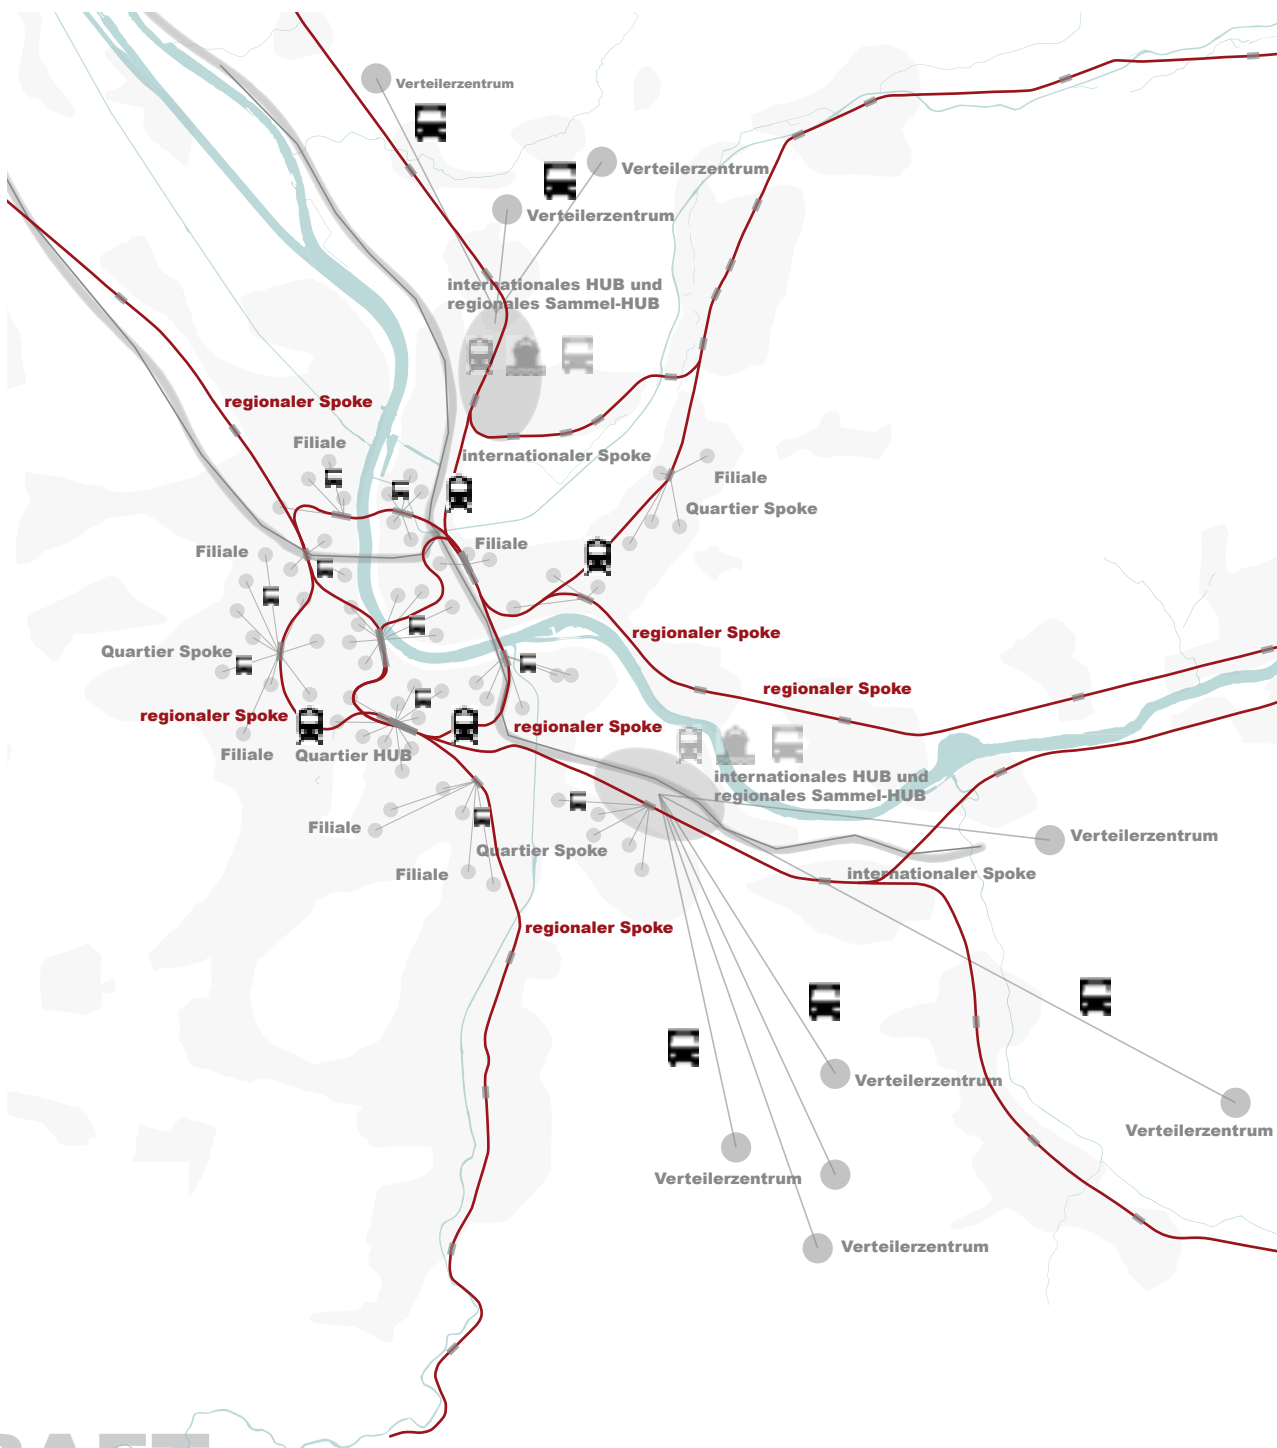 Verteilerzentrum
Verteilerzentrum
Verteilerzentrum
internationales HUB und
regionales Sammel-HUB
regionaler Spoke
Filiale
internationaler Spoke
Filiale
Quartier Spoke
Filiale
Filiale
regionaler Spoke
Quartier Spoke
regionaler Spoke
regionaler Spoke
regionaler Spoke
Filiale
Quartier HUB
internationales HUB und
regionales Sammel-HUB
Filiale
Verteilerzentrum
Quartier Spoke
Filiale
internationaler Spoke
regionaler Spoke
Verteilerzentrum
Verteilerzentrum
Verteilerzentrum
Verteilerzentrum